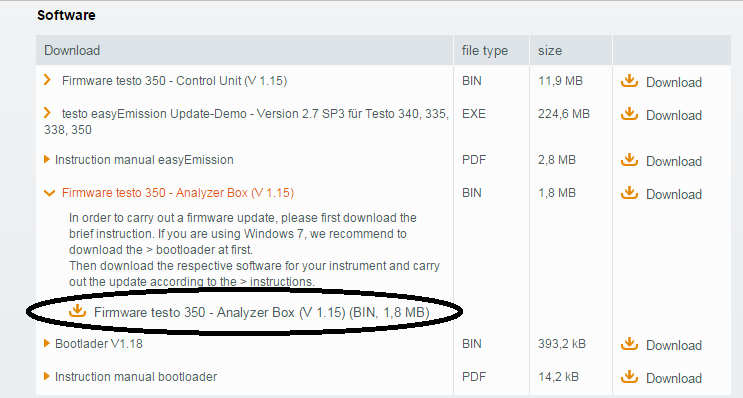 Software
Download file type size
Firmware testo 350 - Control Unit (V 1.15) BIN 11,9 MB Download
testo easyEmission Update-Demo - Version 2.7 SP3 für Testo 340, 335, EXE 224,6 MB Download
338, 350
Instruction manual easyEmission PDF 2,8 MB Download
Firmware testo 350 - Analyzer Box (V 1.15) BIN 1,8 MB Download
In order to carry out a firmware update, please first download the
brief instruction. If you are using Windows 7, we recommend to
download the > bootloader at first.
Then download the respective software for your instrument and carry
out the update according to the > instructions.
Firmware testo 350 - Analyzer Box (V 1.15) (BIN, 1,8 MB)
Bootlader V1.18 BIN 393,2 kB Download
Instruction manual bootloader PDF 14,2 kB Download